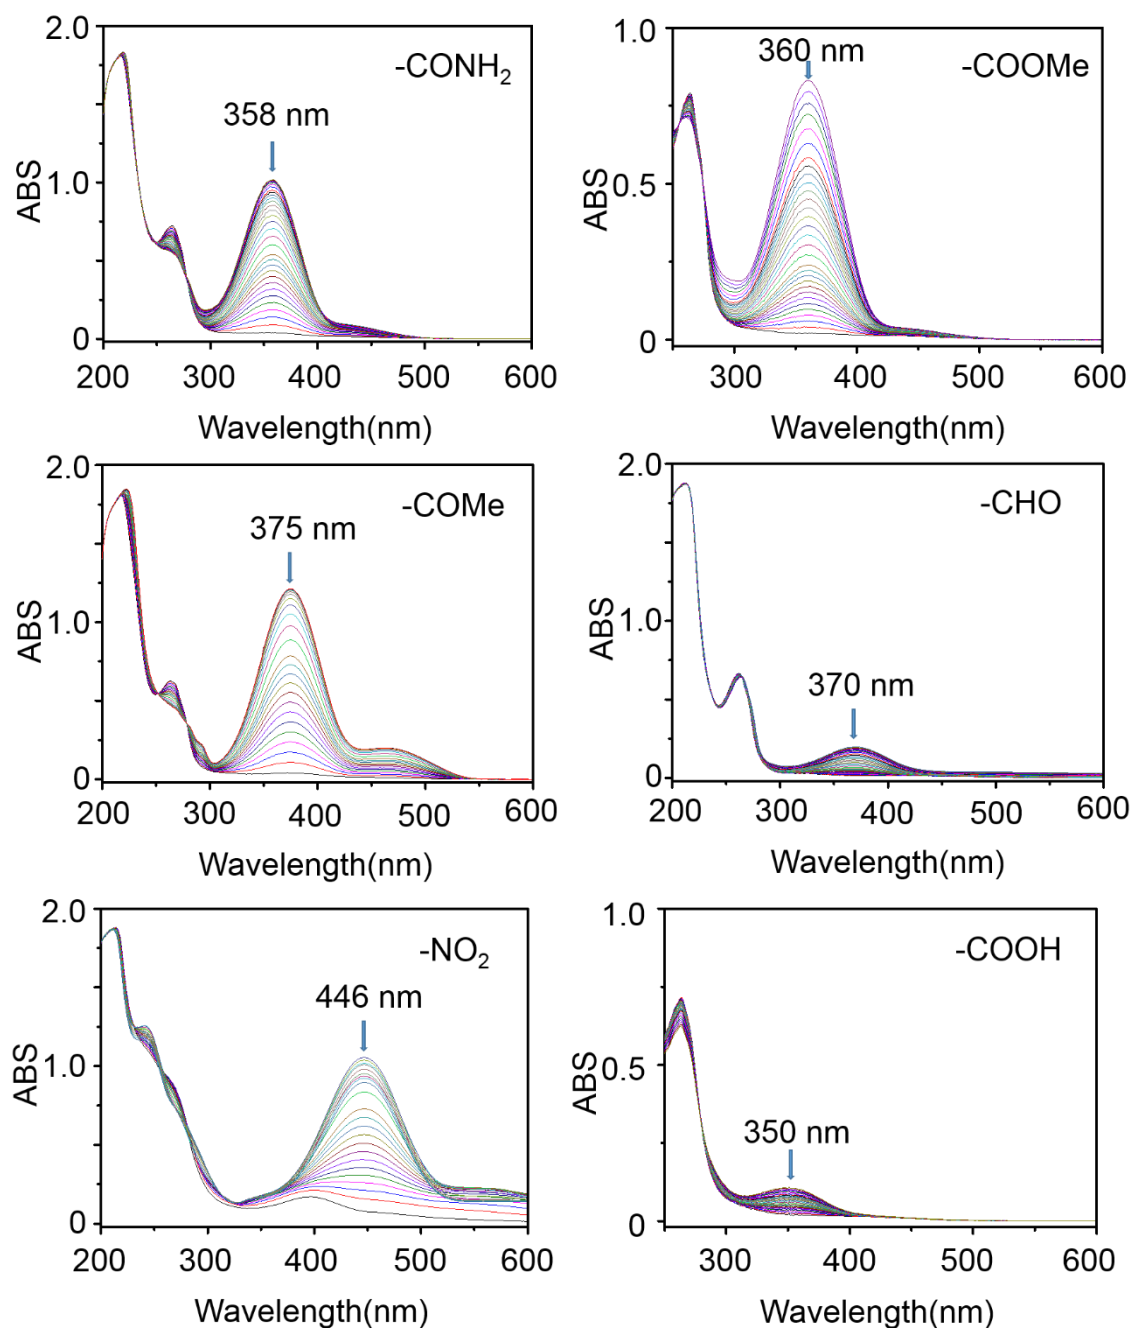 2.0
-CONH₂
358 nm
1.0
ABS
0
200 300 400 500 600
Wavelength(nm)
1.0
360 nm
-COOMe
0.5
ABS
0
300 400 500 600
Wavelength(nm)
2.0
-COMe
375 nm
1.0
ABS
0
200 300 400 500 600
Wavelength(nm)
2.0
-CHO
370 nm
1.0
ABS
0
200 300 400 500 600
Wavelength(nm)
2.0
-NO₂
446 nm
1.0
ABS
0
200 300 400 500 600
Wavelength(nm)
1.0
-COOH
0.5
350 nm
ABS
0
300 400 500 600
Wavelength(nm)